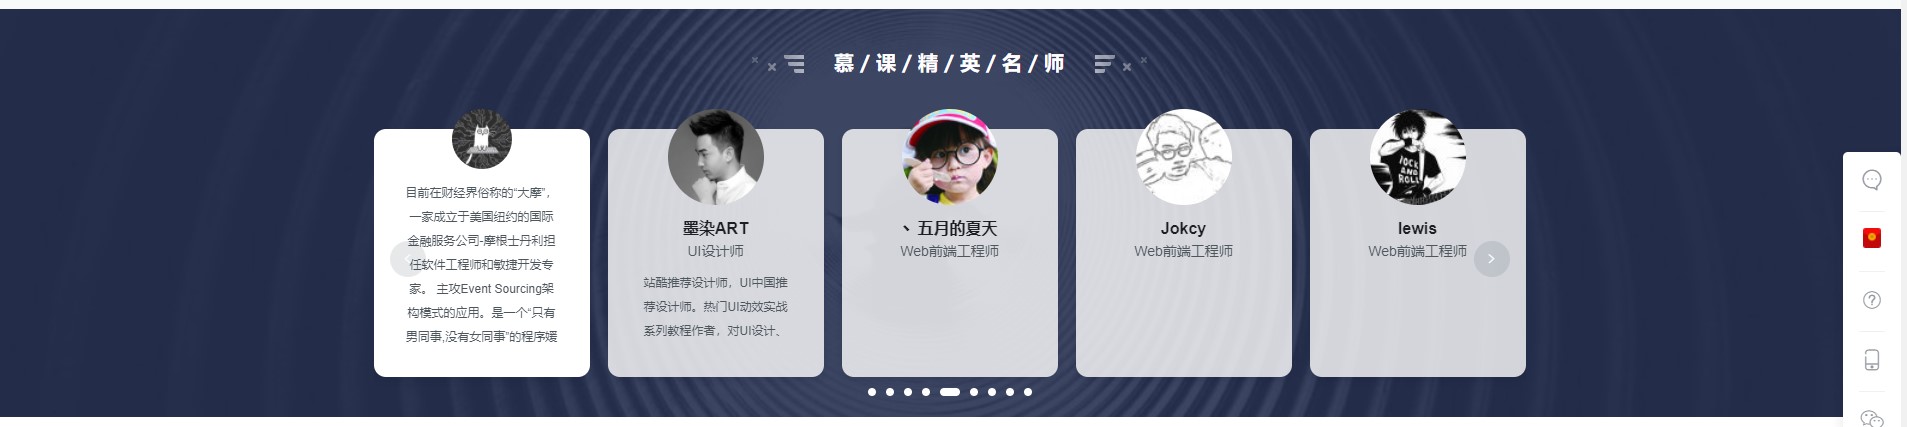 慕/课/精/英/名/师
目前在财经界俗称的“大摩”，
一家成立于美国纽约的国际
金融服务公司-摩根士丹利担
任软件工程师和敏捷开发专
家。 主攻Event Sourcing架
构模式的应用。是一个“只有
男同事,没有女同事”的程序媛
墨染ART
UI设计师
站酷推荐设计师，UI中国推
荐设计师。热门UI动效实战
系列教程作者，对UI设计、
丶五月的夏天
Web前端工程师
Jokcy
Web前端工程师
lewis
Web前端工程师
ROCK
AND
ROLL